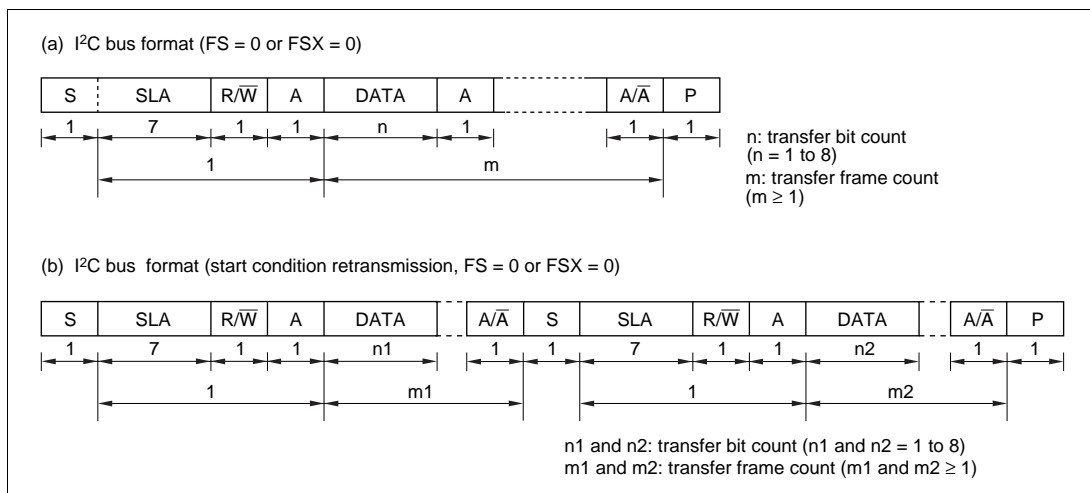 (a) I²C bus format (FS = 0 or FSX = 0)
S SLA R/W̅ A DATA A A/A̅ P
1 7 1 1 n 1 1 1
1 m
n: transfer bit count
(n = 1 to 8)
m: transfer frame count
(m ≥ 1)
(b) I²C bus format (start condition retransmission, FS = 0 or FSX = 0)
S SLA R/W̅ A DATA A/A̅ S SLA R/W̅ A DATA A/A̅ P
1 7 1 1 n1 1 1 7 1 1 n2 1 1
1 m1 1 m2
n1 and n2: transfer bit count (n1 and n2 = 1 to 8)
m1 and m2: transfer frame count (m1 and m2 ≥ 1)